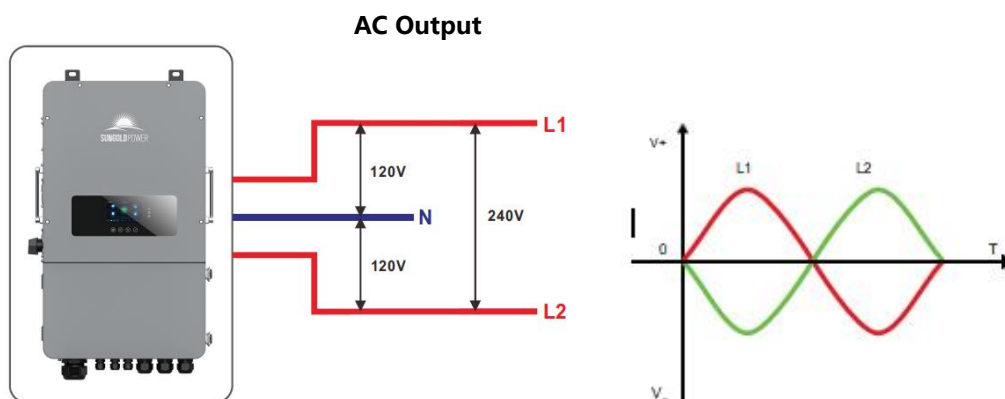 AC Output
SUNGOLDPOWER
L1
120V
N
240V
120V
L2
V+
L1
L2
0
T
V-